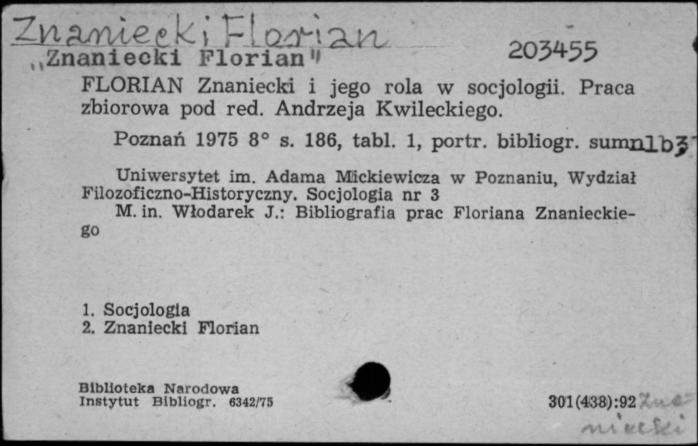 Znaniecki Florian
„Znaniecki Florian"
203455
FLORIAN Znaniecki i jego rola w socjologii. Praca
zbiorowa pod red. Andrzeja Kwileckiego.
Poznań 1975 8° s. 186, tabl. 1, portr. bibliogr. sum
Uniwersytet im. Adama Mickiewicza w Poznaniu, Wydział
Filozoficzno-Historyczny. Socjologia nr 3
M. in. Włodarek J.: Bibliografia prac Floriana Znanieckie-
go
1. Socjologia
2. Znaniecki Florian
Biblioteka Narodowa
Instytut Bibliogr. 6342/75
301(438):92 Zna
niecki